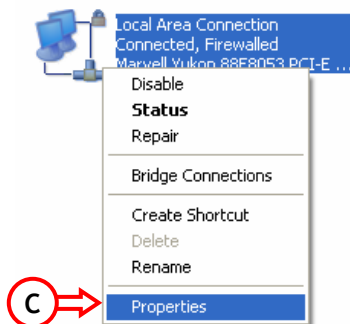 Local Area Connection
Connected, Firewalled
Marvell Yukon 88E8053 PCI-E ...
Disable
Status
Repair
Bridge Connections
Create Shortcut
Delete
Rename
C
Properties